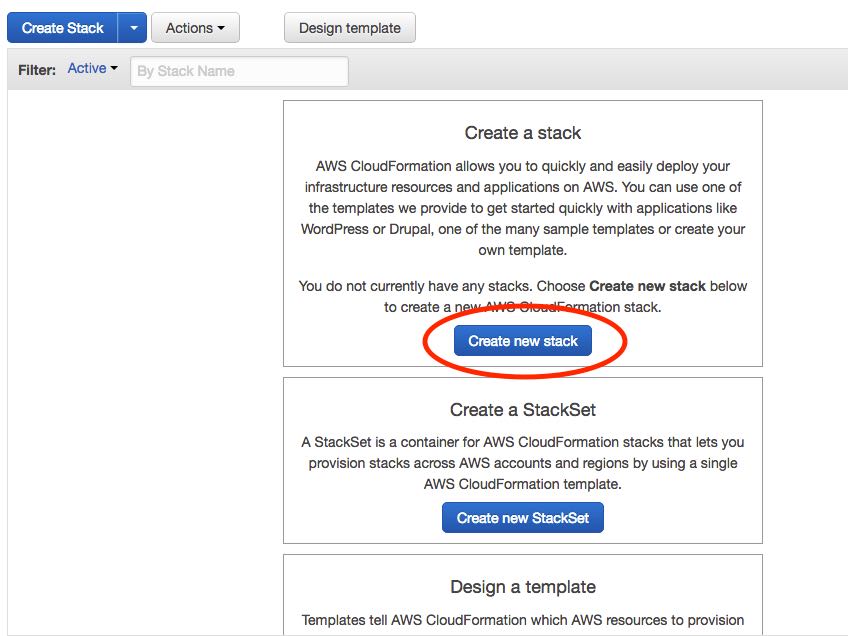 Create Stack Actions Design template
Filter: Active By Stack Name
Create a stack
AWS CloudFormation allows you to quickly and easily deploy your
infrastructure resources and applications on AWS. You can use one of
the templates we provide to get started quickly with applications like
WordPress or Drupal, one of the many sample templates or create your
own template.
You do not currently have any stacks. Choose Create new stack below
to create a new AWS CloudFormation stack.
Create new stack
Create a StackSet
A StackSet is a container for AWS CloudFormation stacks that lets you
provision stacks across AWS accounts and regions by using a single
AWS CloudFormation template.
Create new StackSet
Design a template
Templates tell AWS CloudFormation which AWS resources to provision